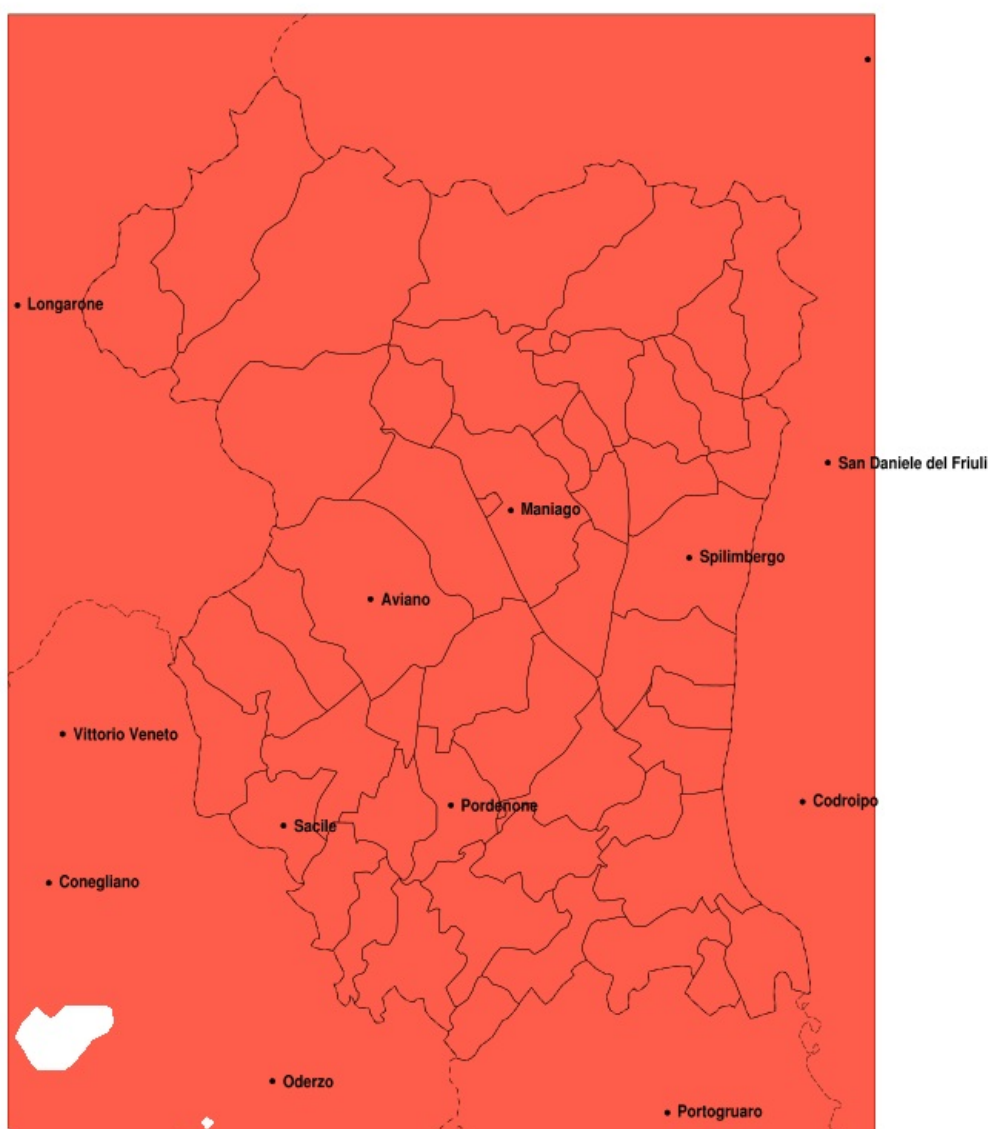 Longarone
San Daniele del Friuli
Maniago
Spilimbergo
Aviano
Vittorio Veneto
Codroipo
Pordenone
Sacile
Conegliano
Oderzo
Portogruaro